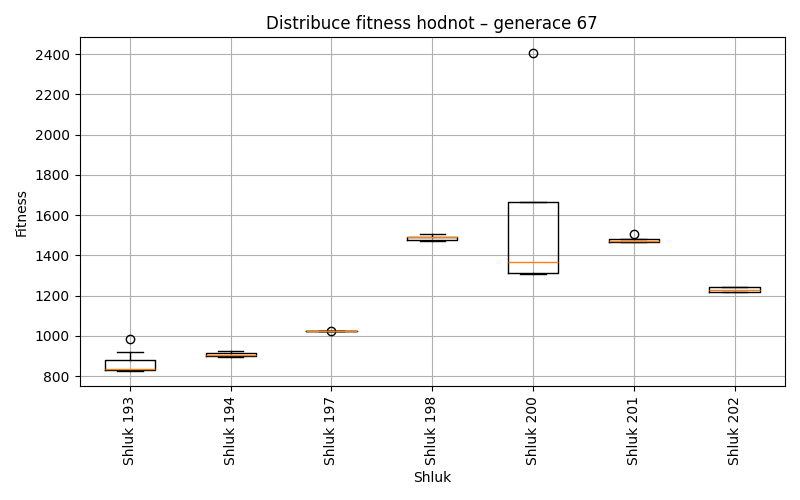 Distribuce fitness hodnot – generace 67
2400
2200
2000
1800
1600
1400
1200
1000
800
Fitness
Shluk 193
Shluk 194
Shluk 197
Shluk 198
Shluk 200
Shluk 201
Shluk 202
Shluk